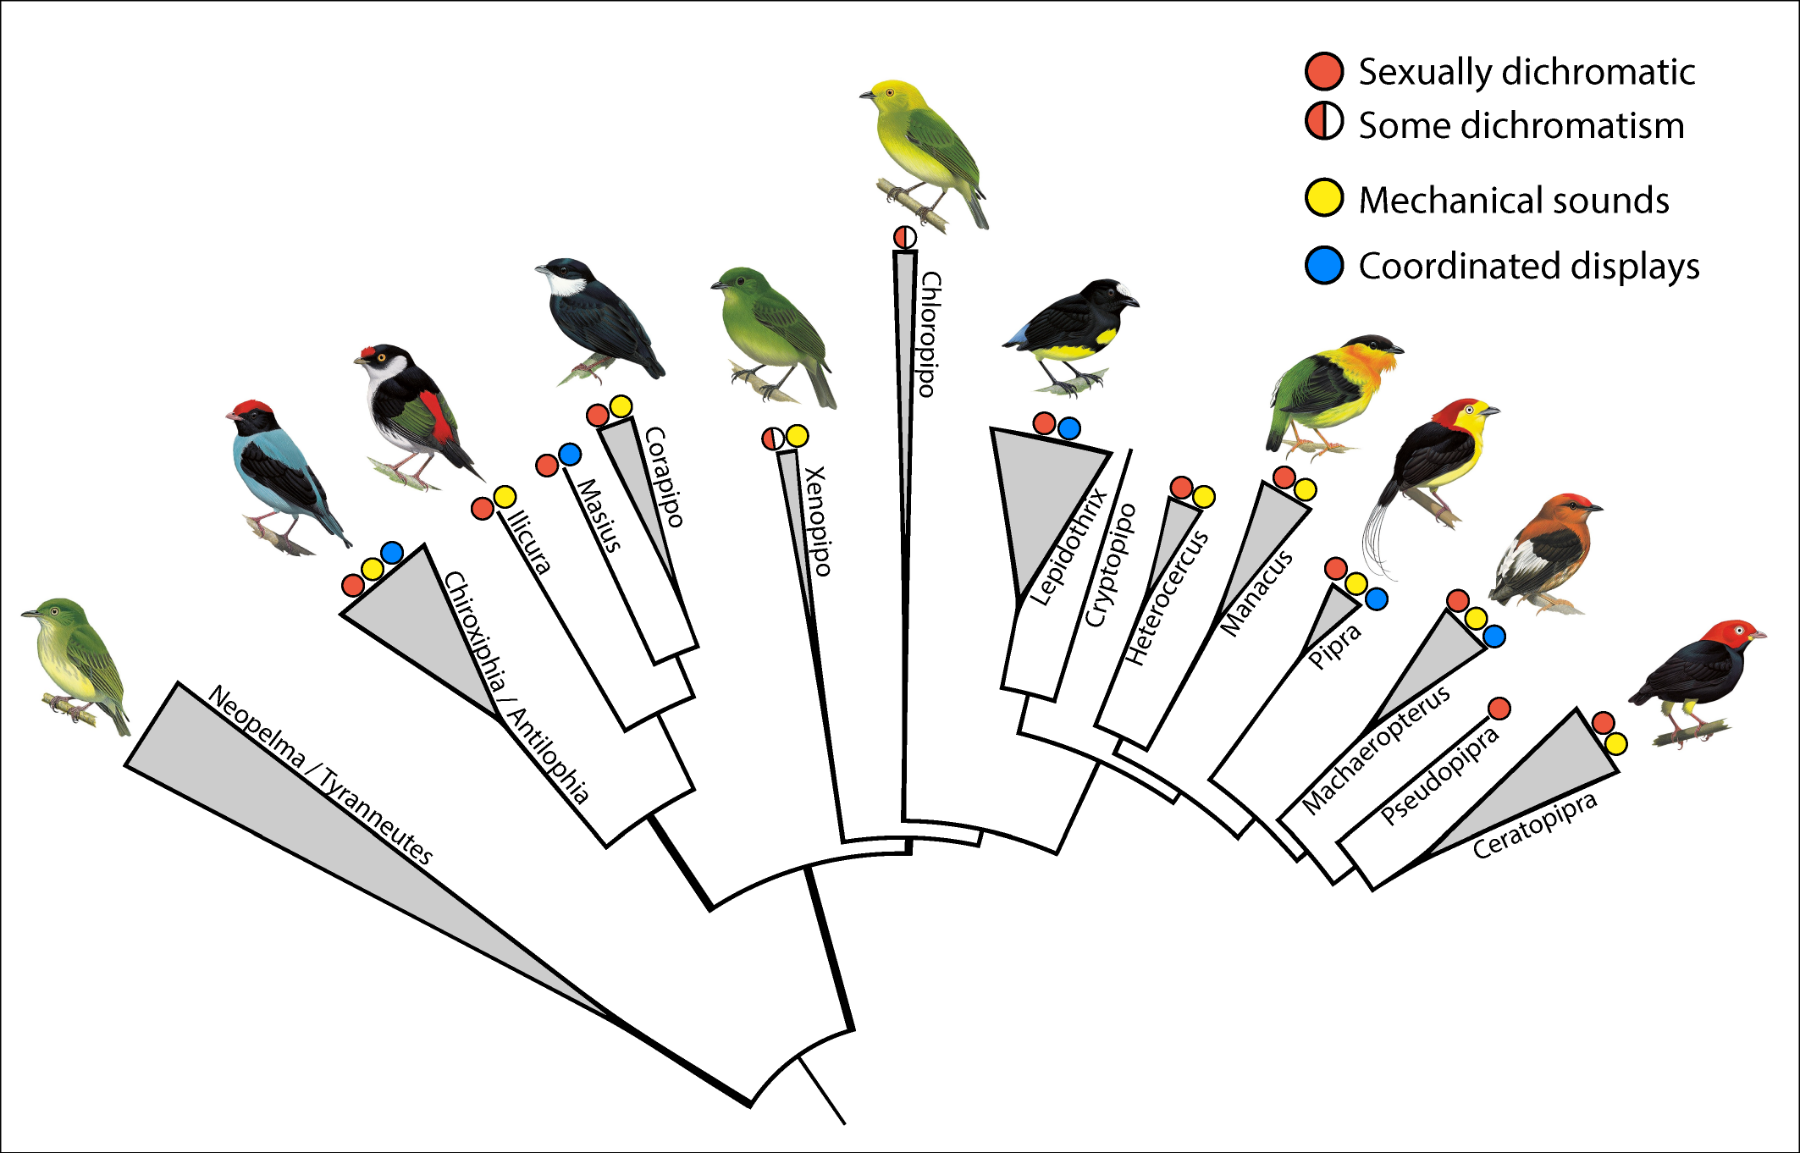 Sexually dichromatic
Some dichromatism
Mechanical sounds
Coordinated displays
Neopelma / Tyranneutes
Chiroxiphia / Antilophia
Ilicura
Masius
Corapipo
Xenopipo
Chloropipo
Lepidothrix
Cryptopipo
Heterocercus
Manacus
Pipra
Machaeropterus
Pseudopipra
Ceratopipra